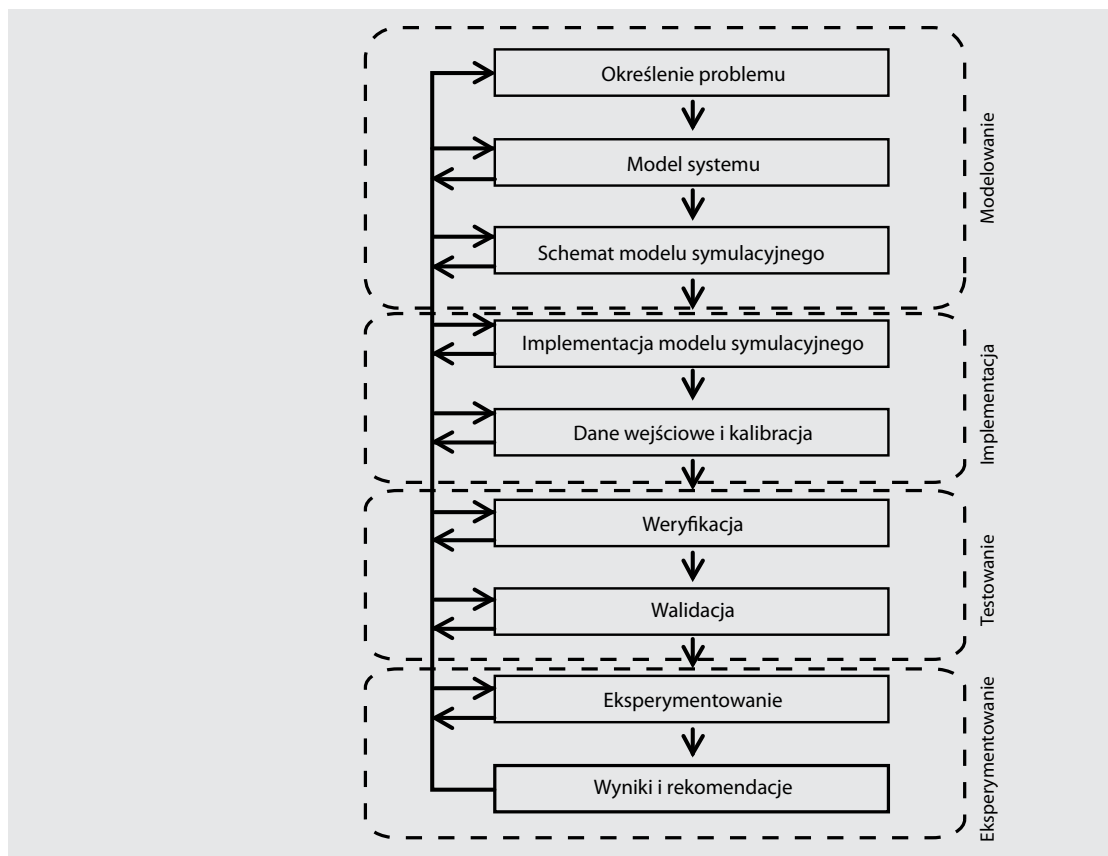 Określenie problemu
Model systemu
Schemat modelu symulacyjnego
Modelowanie
Implementacja modelu symulacyjnego
Dane wejściowe i kalibracja
Implementacja
Weryfikacja
Walidacja
Testowanie
Eksperymentowanie
Wyniki i rekomendacje
Eksperymentowanie